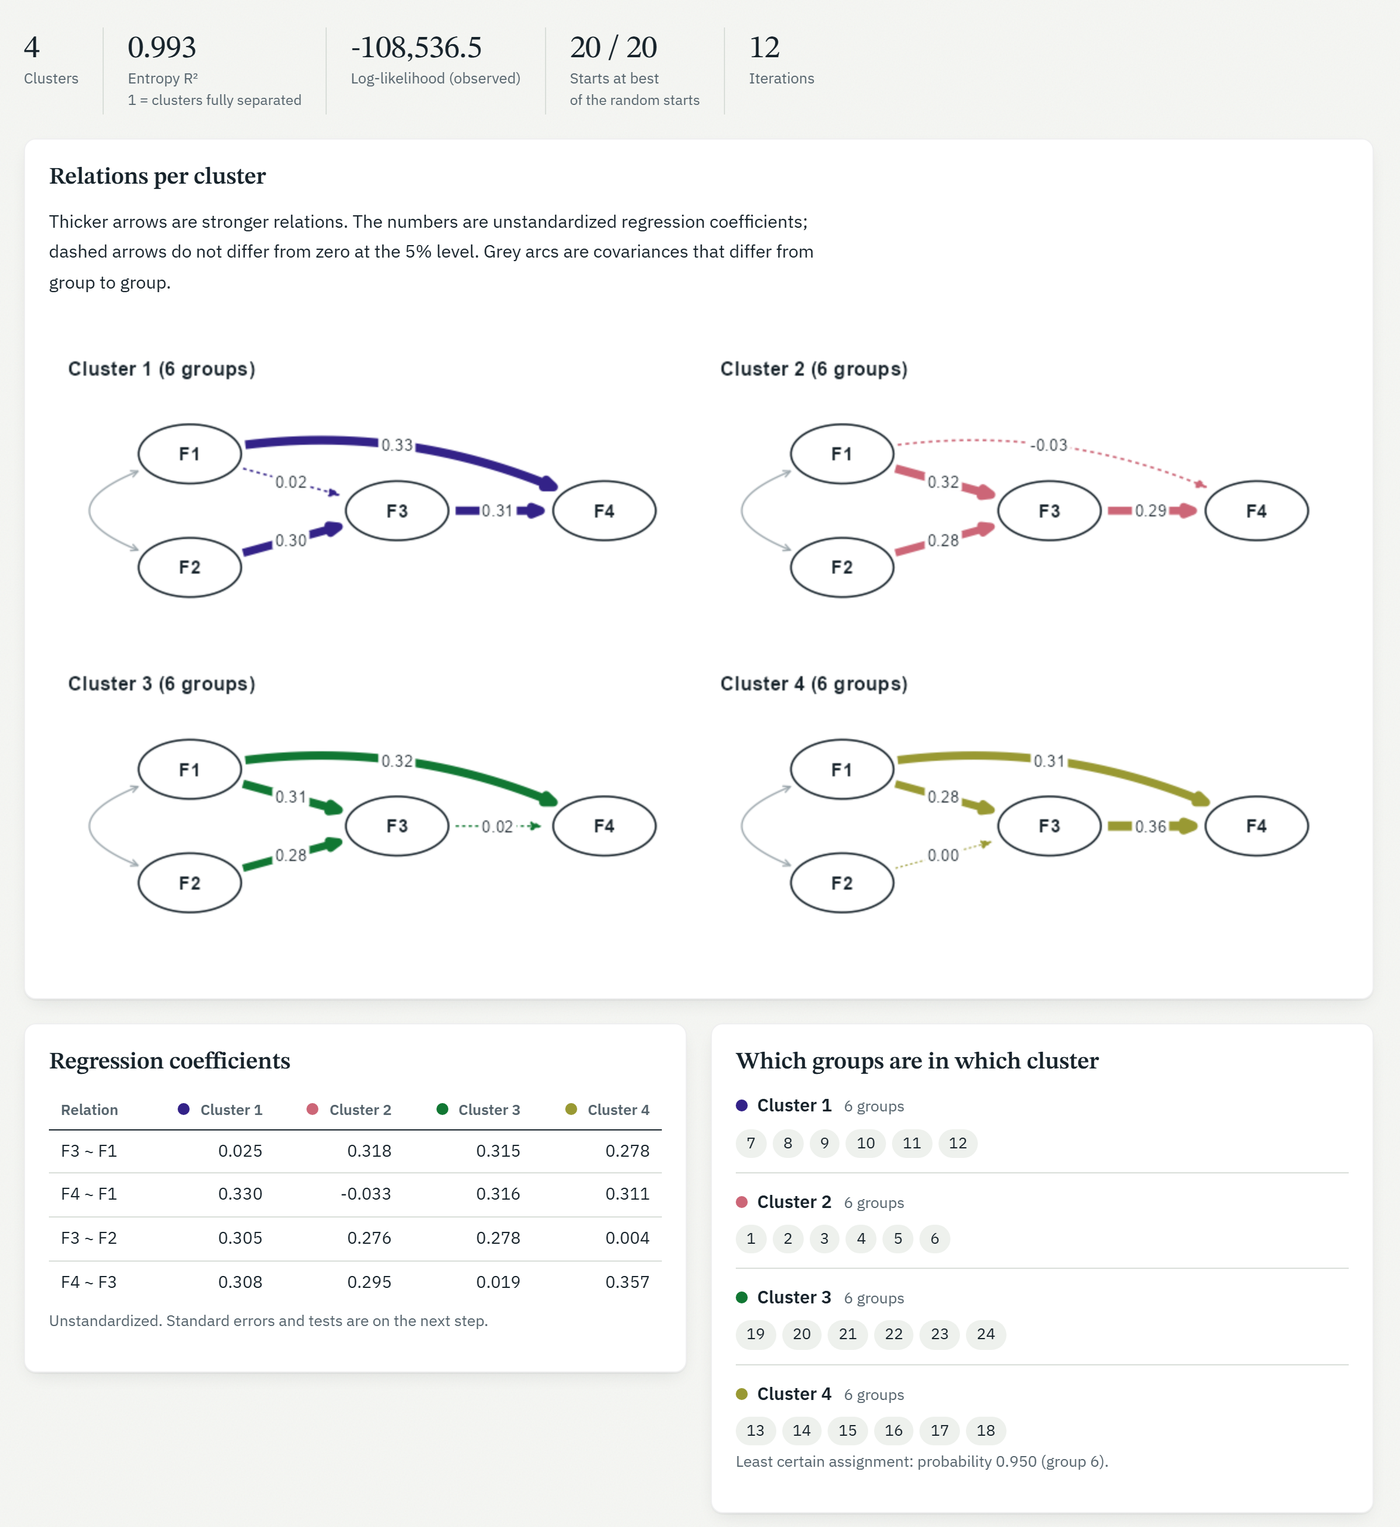 4
Clusters
0.993
Entropy R²
1 = clusters fully separated
-108,536.5
Log-likelihood (observed)
20 / 20
Starts at best
of the random starts
12
Iterations
Relations per cluster
Thicker arrows are stronger relations. The numbers are unstandardized regression coefficients;
dashed arrows do not differ from zero at the 5% level. Grey arcs are covariances that differ from
group to group.
Cluster 1 (6 groups)
F1
0.33
0.02
F3
0.31
F4
0.30
F2
Cluster 2 (6 groups)
F1
-0.03
0.32
F3
0.29
F4
0.28
F2
Cluster 3 (6 groups)
F1
0.32
0.31
F3
0.02
F4
0.28
F2
Cluster 4 (6 groups)
F1
0.31
0.28
F3
0.36
F4
0.00
F2
Regression coefficients
Relation Cluster 1 Cluster 2 Cluster 3 Cluster 4
F3 ~ F1 0.025 0.318 0.315 0.278
F4 ~ F1 0.330 -0.033 0.316 0.311
F3 ~ F2 0.305 0.276 0.278 0.004
F4 ~ F3 0.308 0.295 0.019 0.357
Unstandardized. Standard errors and tests are on the next step.
Which groups are in which cluster
Cluster 1 6 groups
7 8 9 10 11 12
Cluster 2 6 groups
1 2 3 4 5 6
Cluster 3 6 groups
19 20 21 22 23 24
Cluster 4 6 groups
13 14 15 16 17 18
Least certain assignment: probability 0.950 (group 6).